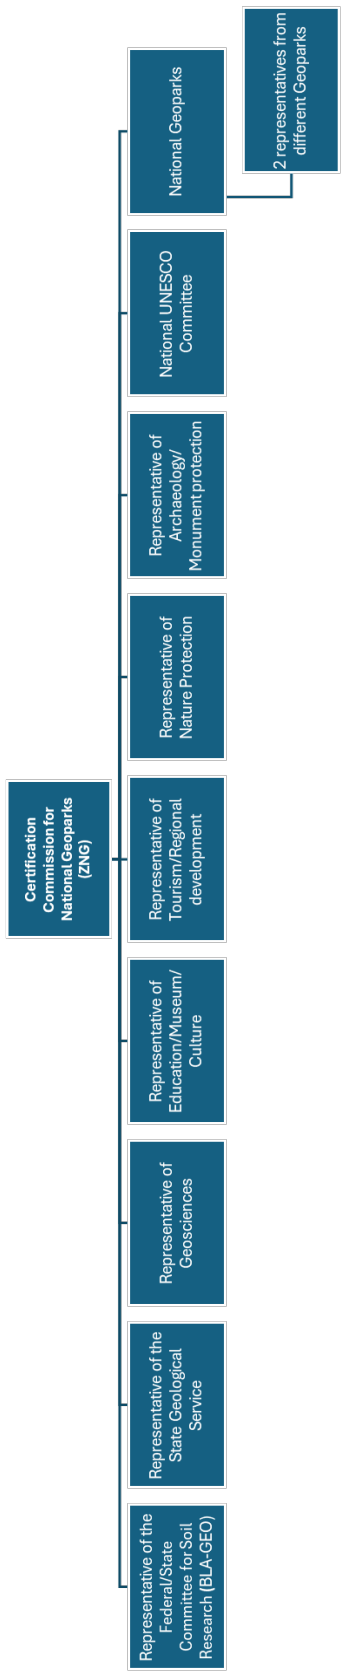 Certification
Commission for
National Geoparks
(ZNG)
Representative of the
Federal/State
Committee for Soil
Research (BLA-GEO)
Representative of the
State Geological
Service
Representative of
Geosciences
Representative of
Education/Museum/
Culture
Representative of
Tourism/Regional
development
Representative of
Nature Protection
Representative of
Archaeology/
Monument protection
National UNESCO
Committee
National Geoparks
2 representatives from
different Geoparks